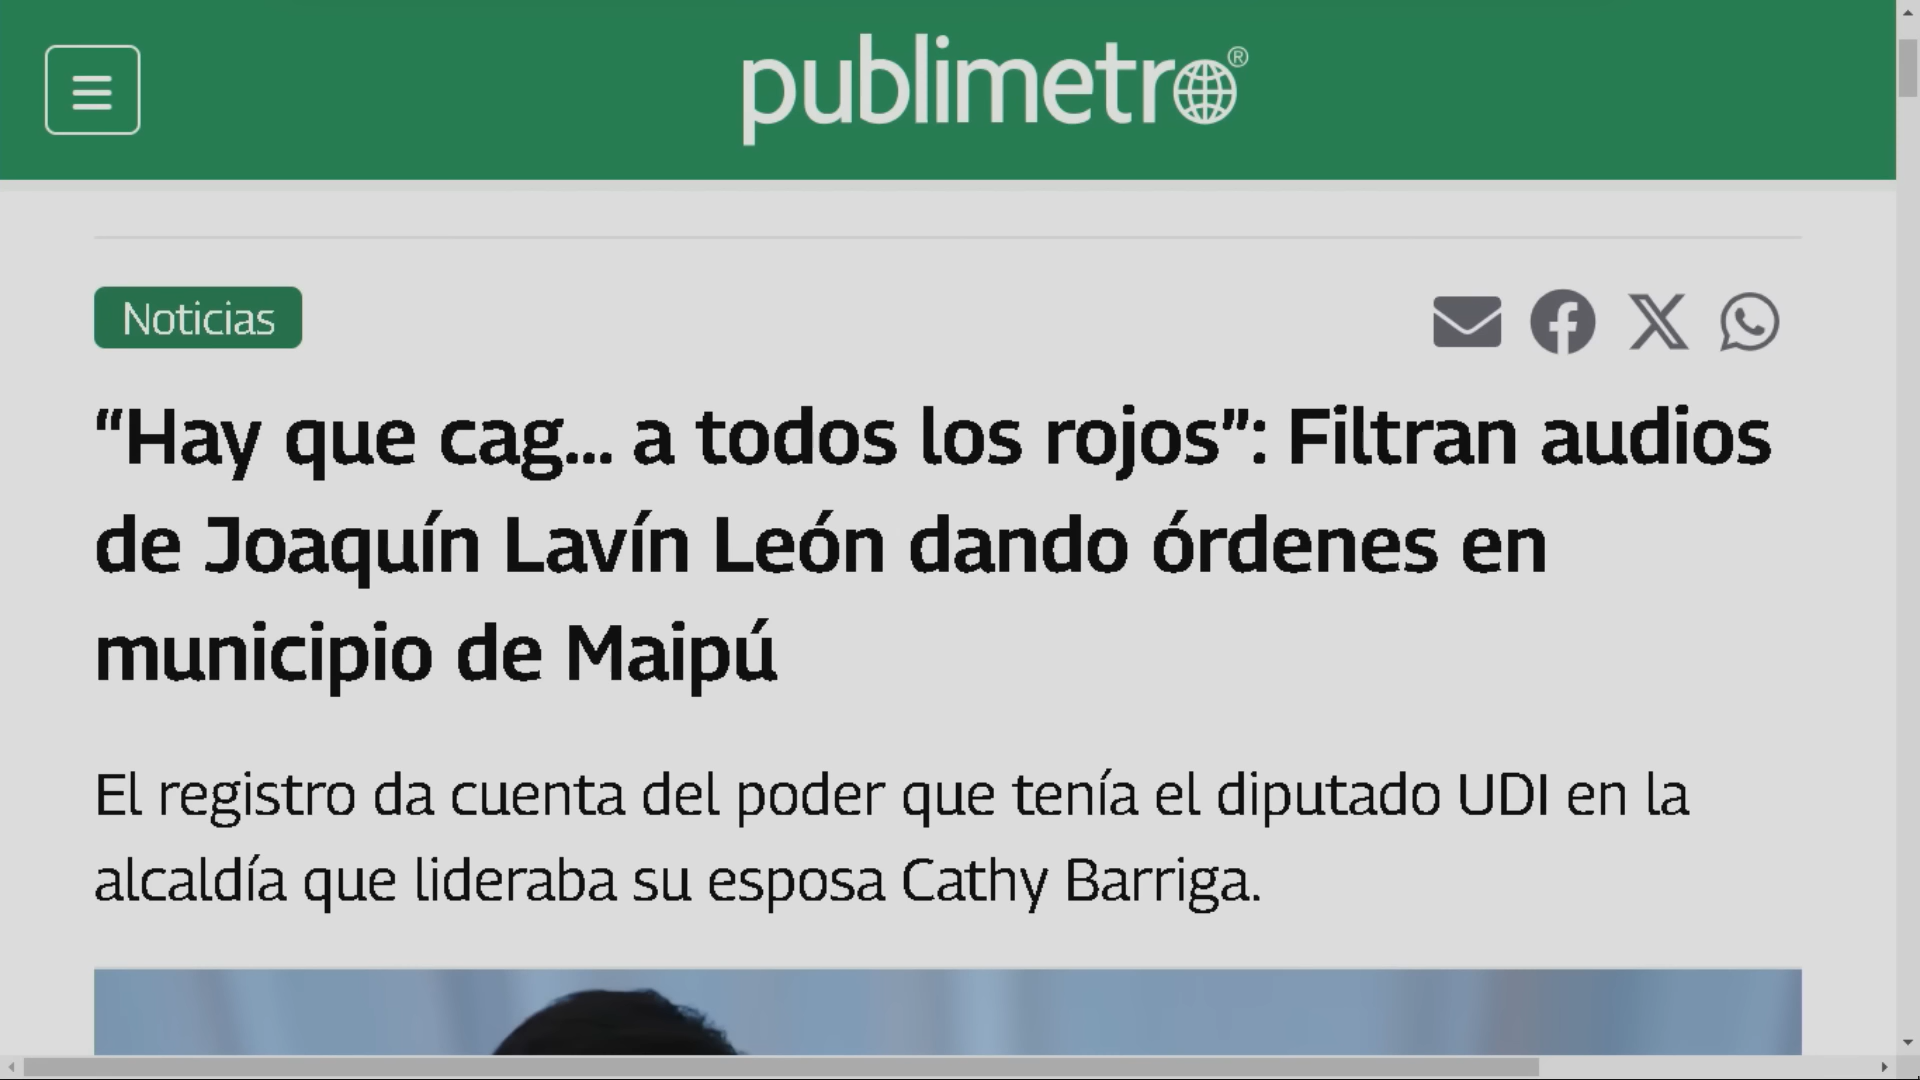 publimetro®
Noticias
“Hay que cag... a todos los rojos”: Filtran audios
de Joaquín Lavín León dando órdenes en
municipio de Maipú
El registro da cuenta del poder que tenía el diputado UDI en la
alcaldía que lideraba su esposa Cathy Barriga.